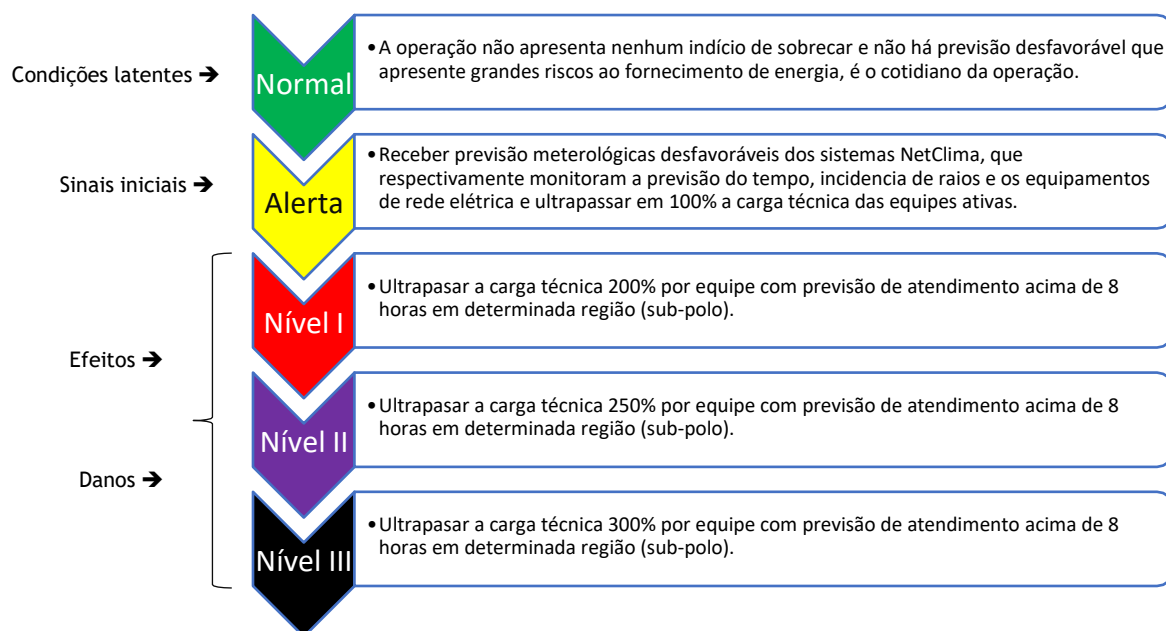 Condições latentes ➔
Normal
•A operação não apresenta nenhum indício de sobrecar e não há previsão desfavorável que
apresente grandes riscos ao fornecimento de energia, é o cotidiano da operação.
Sinais iniciais ➔
Alerta
•Receber previsão meterológicas desfavoráveis dos sistemas NetClima, que
respectivamente monitoram a previsão do tempo, incidencia de raios e os equipamentos
de rede elétrica e ultrapassar em 100% a carga técnica das equipes ativas.
Efeitos ➔
Nível I
•Ultrapasar a carga técnica 200% por equipe com previsão de atendimento acima de 8
horas em determinada região (sub-polo).
Nível II
•Ultrapasar a carga técnica 250% por equipe com previsão de atendimento acima de 8
horas em determinada região (sub-polo).
Danos ➔
Nível III
•Ultrapasar a carga técnica 300% por equipe com previsão de atendimento acima de 8
horas em determinada região (sub-polo).